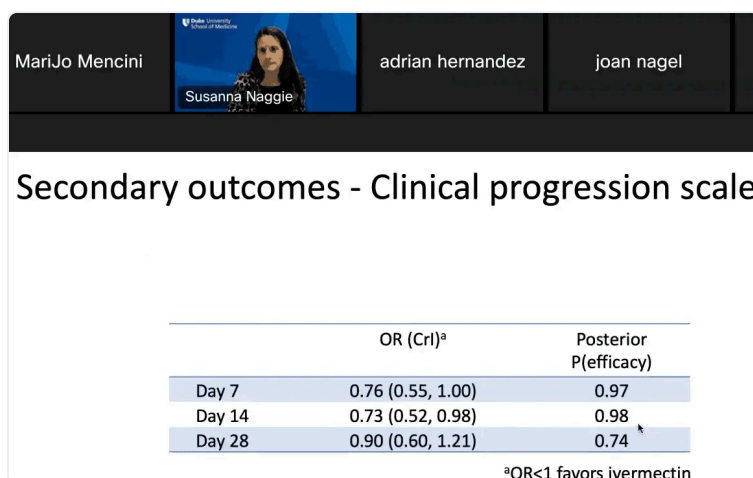 MariJo Mencini
Duke University
School of Medicine
Susanna Naggie
adrian hernandez
joan nagel
Secondary outcomes - Clinical progression scale
OR (CrI)ᵃ
Posterior
P(efficacy)
Day 7 0.76 (0.55, 1.00) 0.97
Day 14 0.73 (0.52, 0.98) 0.98
Day 28 0.90 (0.60, 1.21) 0.74
ᵃOR<1 favors ivermectin